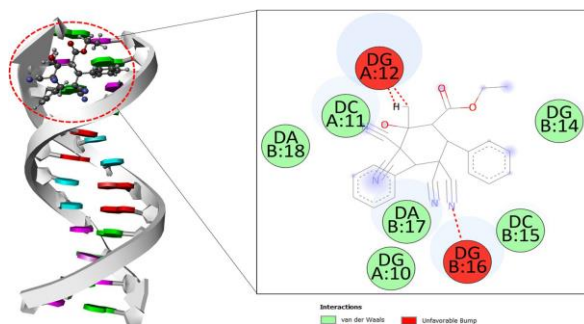 DG
A:12
DC
A:11
DG
B:14
DA
B:18
H
O
O
O
N
N
N
N
DA
B:17
DC
B:15
DG
B:16
DG
A:10
Interactions
van der Waals
Unfavorable Bump